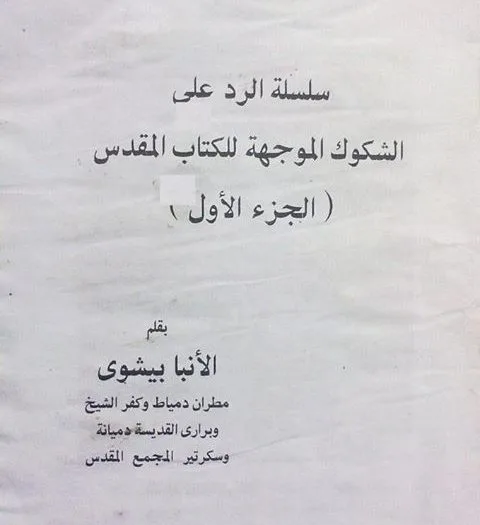 سلسلة الرد على
الشكوك الموجهة للكتاب المقدس
( الجزء الأول )
بقلم
الأنبا بيشوى
مطران دمياط وكفر الشيخ
وبرارى القديسة دميانة
وسكرتير المجمع المقدس